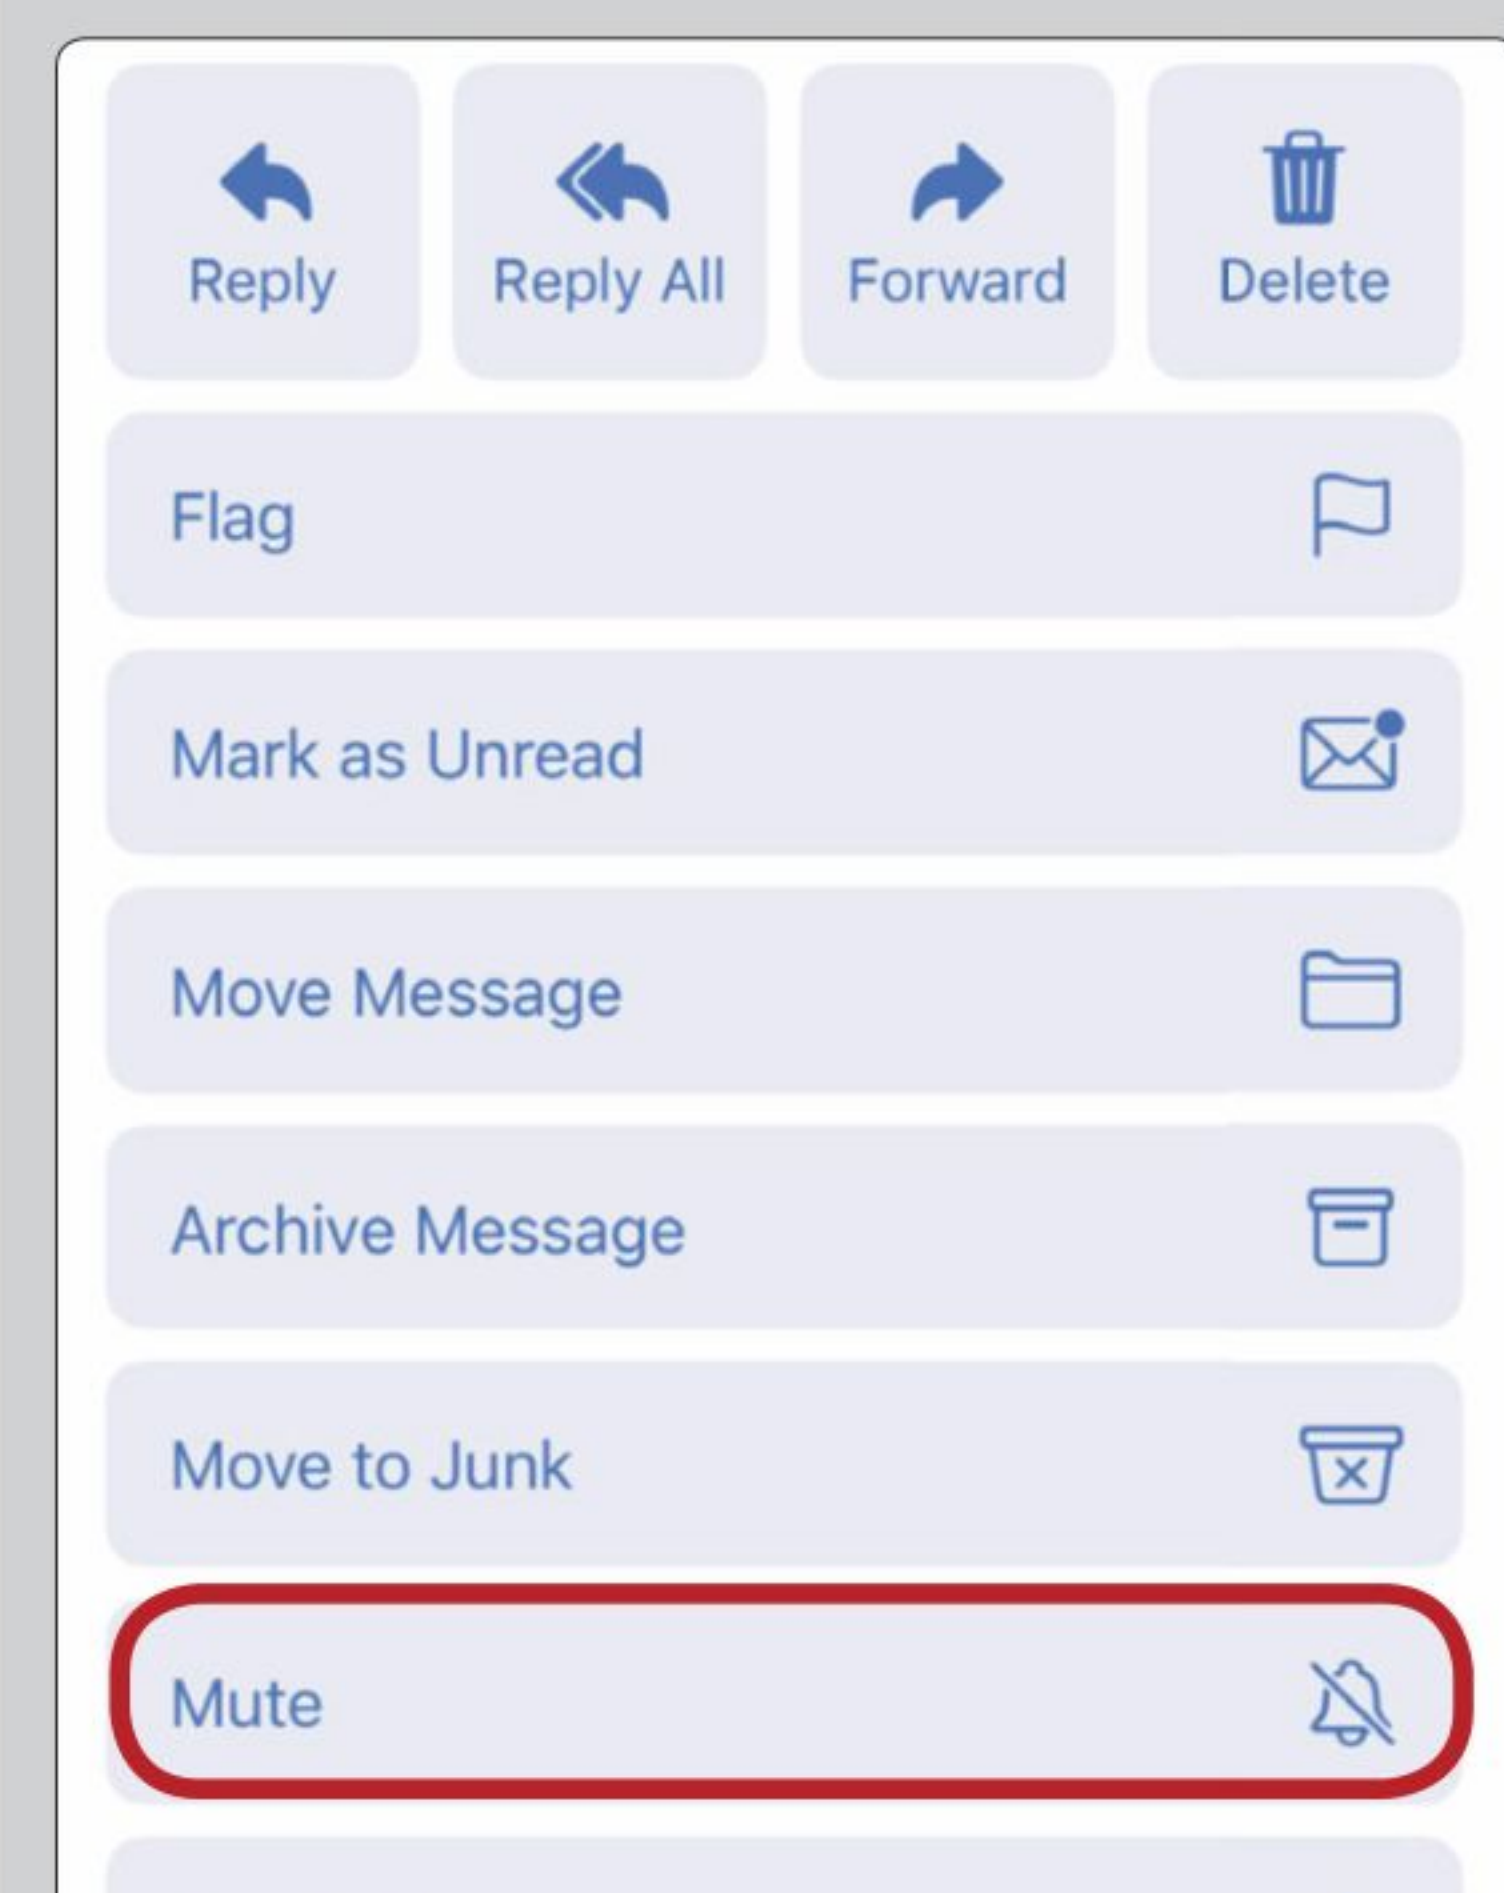 Reply Reply All Forward Delete
Flag
Mark as Unread
Move Message
Archive Message
Move to Junk
Mute